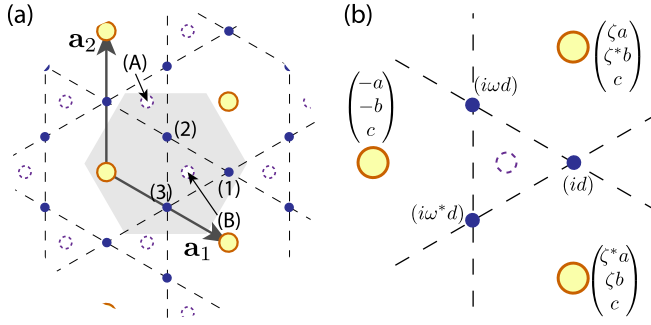 (a)
a₂
(A)
(2)
(3)
(1)
(B)
a₁
(b)
(ζa
ζ*b
c)
(−a
−b
c)
(iωd)
(id)
(iω*d)
(ζ*a
ζb
c)